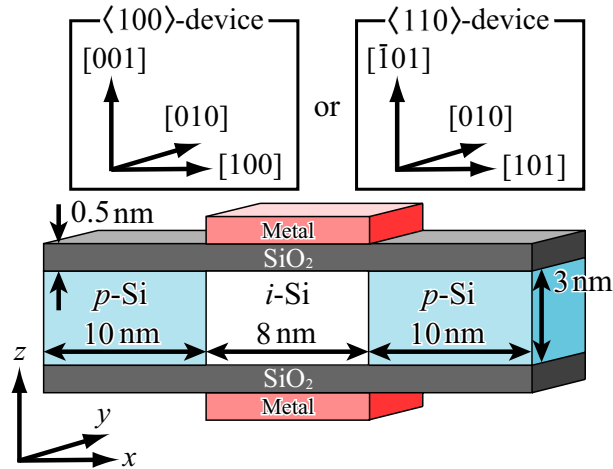 ⟨100⟩-device
[001]
[010]
[100]
or
⟨110⟩-device
[1̄01]
[010]
[101]
0.5 nm
Metal
SiO₂
p-Si
i-Si
p-Si
3 nm
10 nm
8 nm
10 nm
SiO₂
Metal
z
y
x